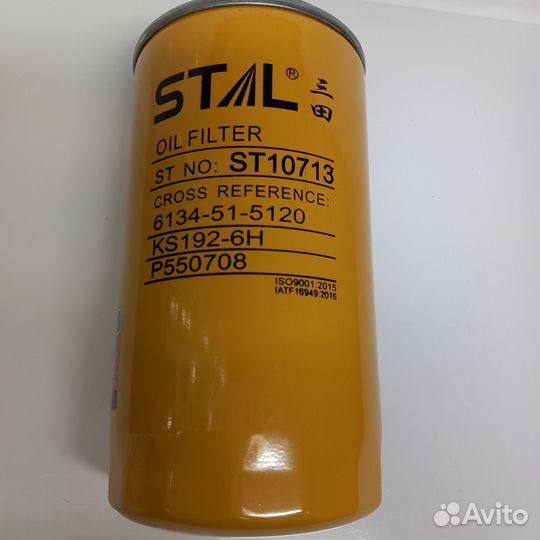 STAL® 三田
OIL FILTER
ST NO: ST10713
CROSS REFERENCE:
6134-51-5120
KS192-6H
P550708
ISO9001:2015
IATF16949:2016
Avito